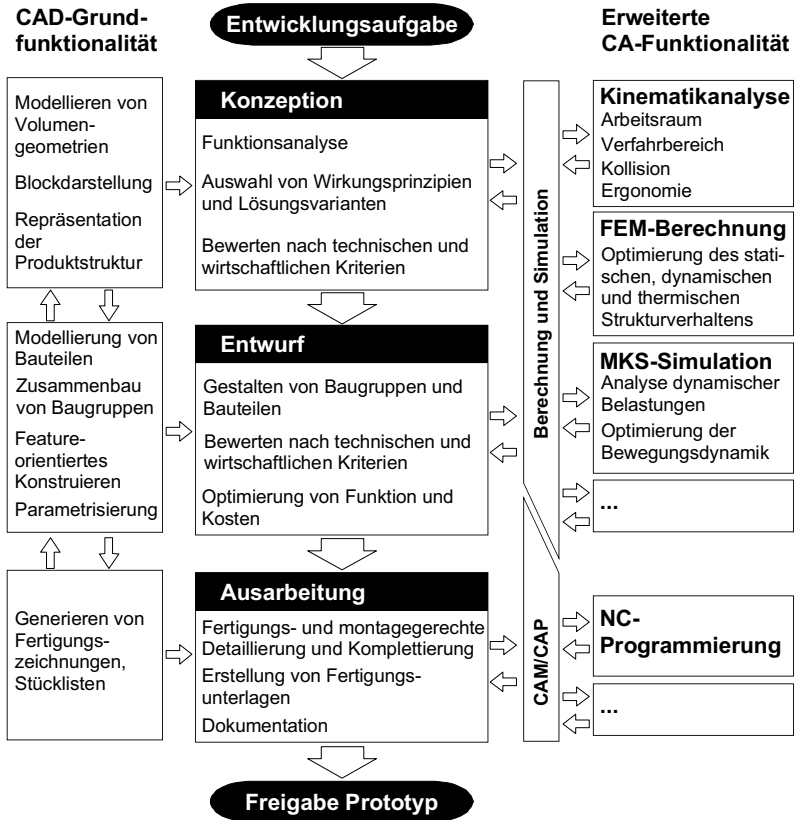 CAD-Grund-
funktionalität
Modellieren von
Volumen-
geometrien
Blockdarstellung
Repräsentation
der
Produktstruktur
Modellierung von
Bauteilen
Zusammenbau
von Baugruppen
Feature-
orientiertes
Konstruieren
Parametrisierung
Generieren von
Fertigungs-
zeichnungen,
Stücklisten
Entwicklungsaufgabe
Konzeption
Funktionsanalyse
Auswahl von Wirkungsprinzipien
und Lösungsvarianten
Bewerten nach technischen und
wirtschaftlichen Kriterien
Entwurf
Gestalten von Baugruppen und
Bauteilen
Bewerten nach technischen und
wirtschaftlichen Kriterien
Optimierung von Funktion und
Kosten
Ausarbeitung
Fertigungs- und montagegerechte
Detaillierung und Komplettierung
Erstellung von Fertigungs-
unterlagen
Dokumentation
Freigabe Prototyp
Berechnung und Simulation
CAM/CAP
Erweiterte
CA-Funktionalität
Kinematikanalyse
Arbeitsraum
Verfahrbereich
Kollision
Ergonomie
FEM-Berechnung
Optimierung des stati-
schen, dynamischen
und thermischen
Strukturverhaltens
MKS-Simulation
Analyse dynamischer
Belastungen
Optimierung der
Bewegungsdynamik
...
NC-
Programmierung
...